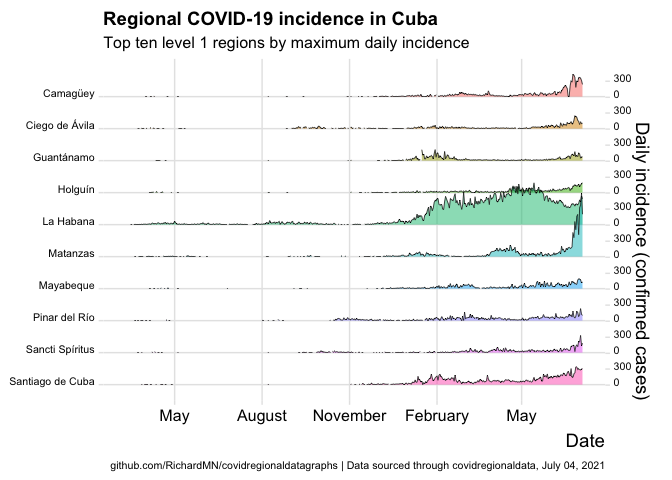 Regional COVID-19 incidence in Cuba
Top ten level 1 regions by maximum daily incidence
Camagüey
300
0
Ciego de Ávila
300
0
Guantánamo
300
0
Holguín
300
0
La Habana
300
0
Matanzas
300
0
Mayabeque
300
0
Pinar del Río
300
0
Sancti Spíritus
300
0
Santiago de Cuba
300
0
Daily incidence (confirmed cases)
May August November February May
Date
github.com/RichardMN/covidregionaldatagraphs | Data sourced through covidregionaldata, July 04, 2021